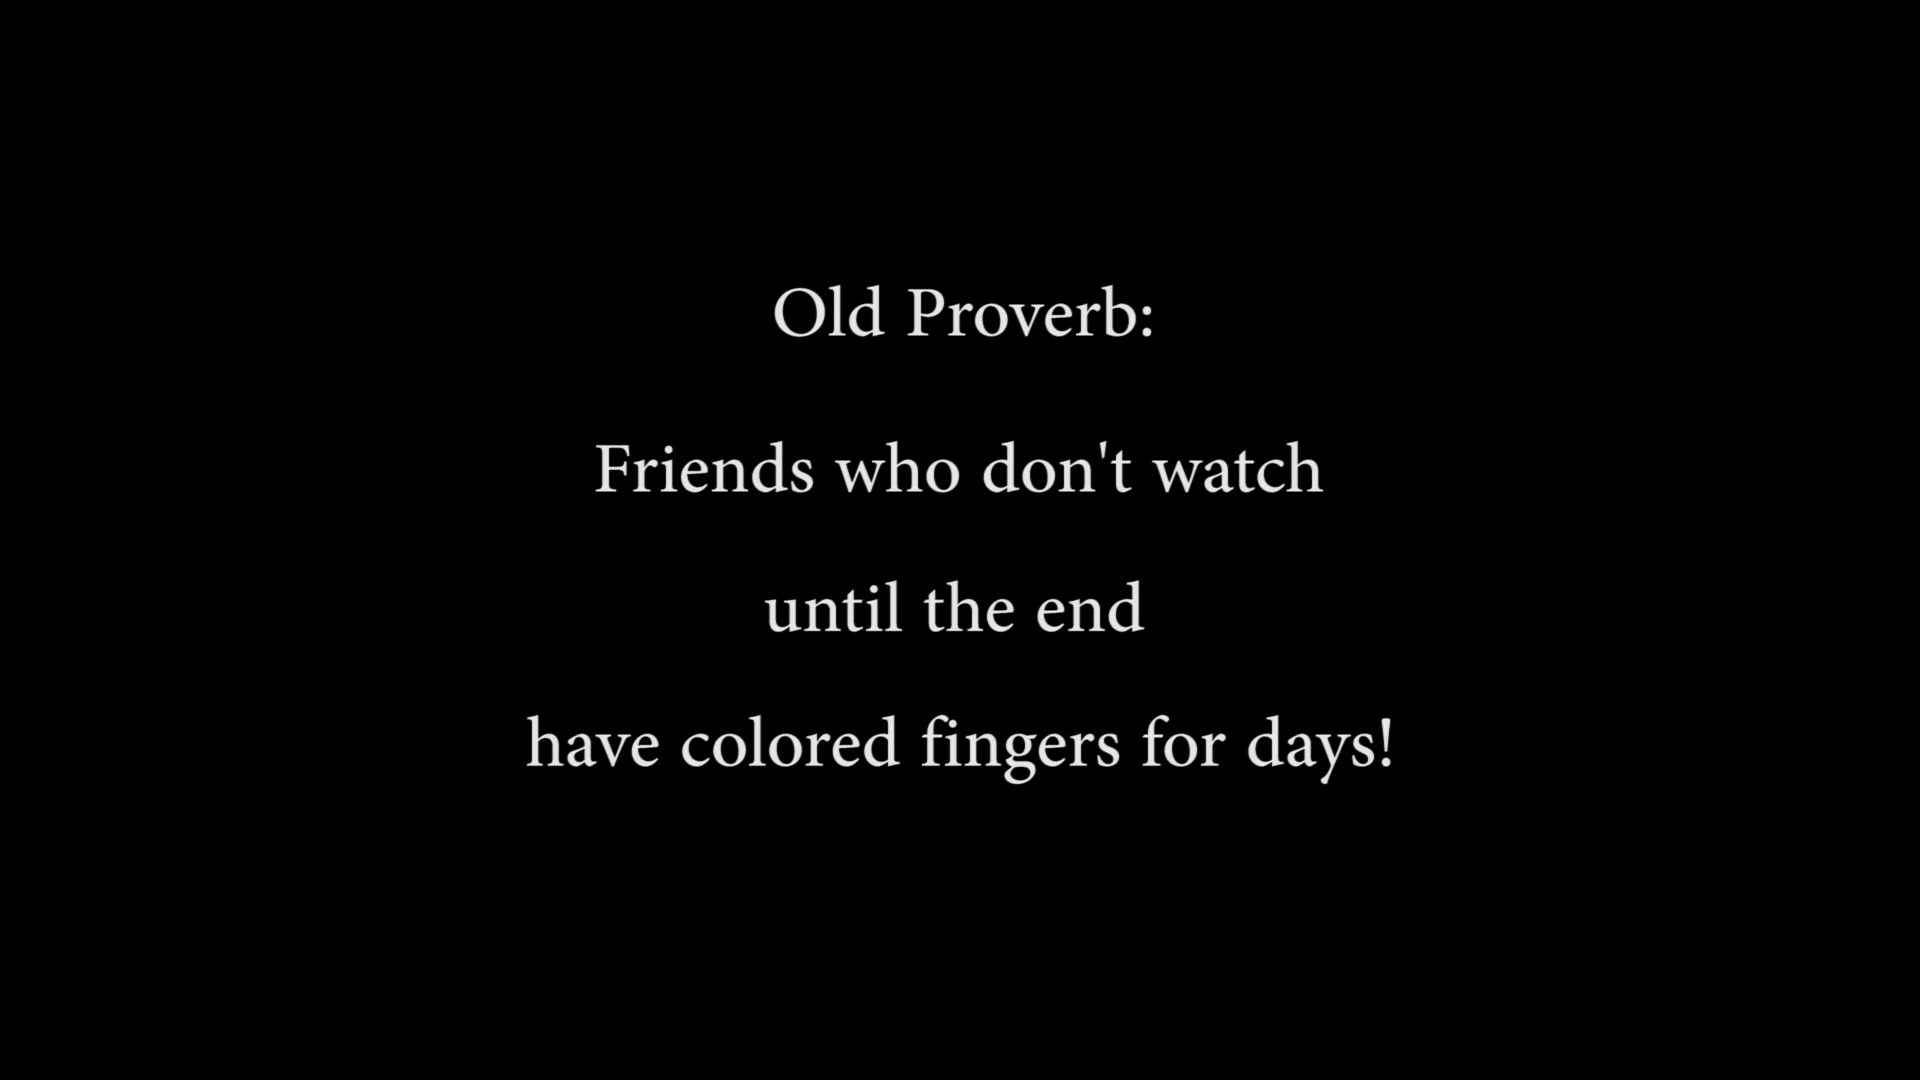 Old Proverb:
Friends who don't watch
until the end
have colored fingers for days!